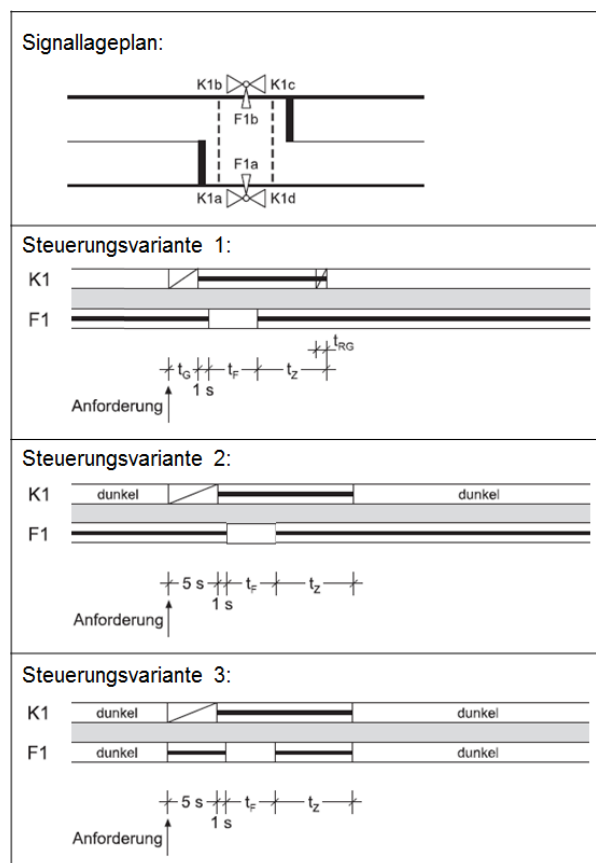 Signallageplan:
K1b K1c
F1b
F1a
K1a K1d
Steuerungsvariante 1:
K1
F1
tRG
tG 1 s tF tZ
Anforderung
Steuerungsvariante 2:
K1 dunkel dunkel
F1
5 s 1 s tF tZ
Anforderung
Steuerungsvariante 3:
K1 dunkel dunkel
F1 dunkel dunkel
5 s 1 s tF tZ
Anforderung